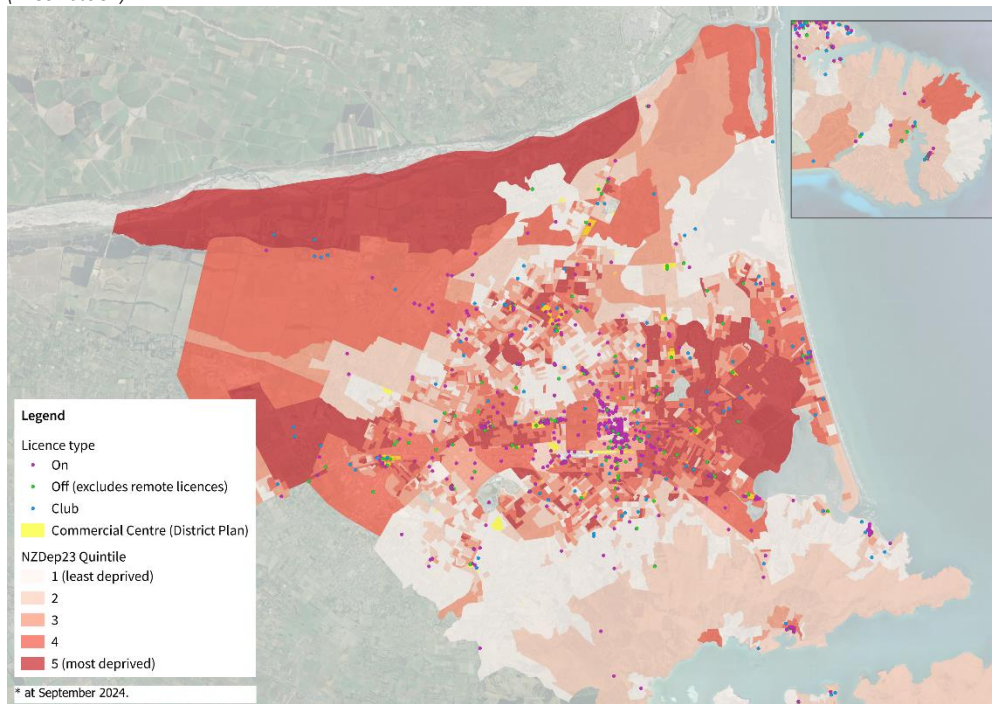 Legend
Licence type
On
Off (excludes remote licences)
Club
Commercial Centre (District Plan)
NZDep23 Quintile
1 (least deprived)
2
3
4
5 (most deprived)
* at September 2024.